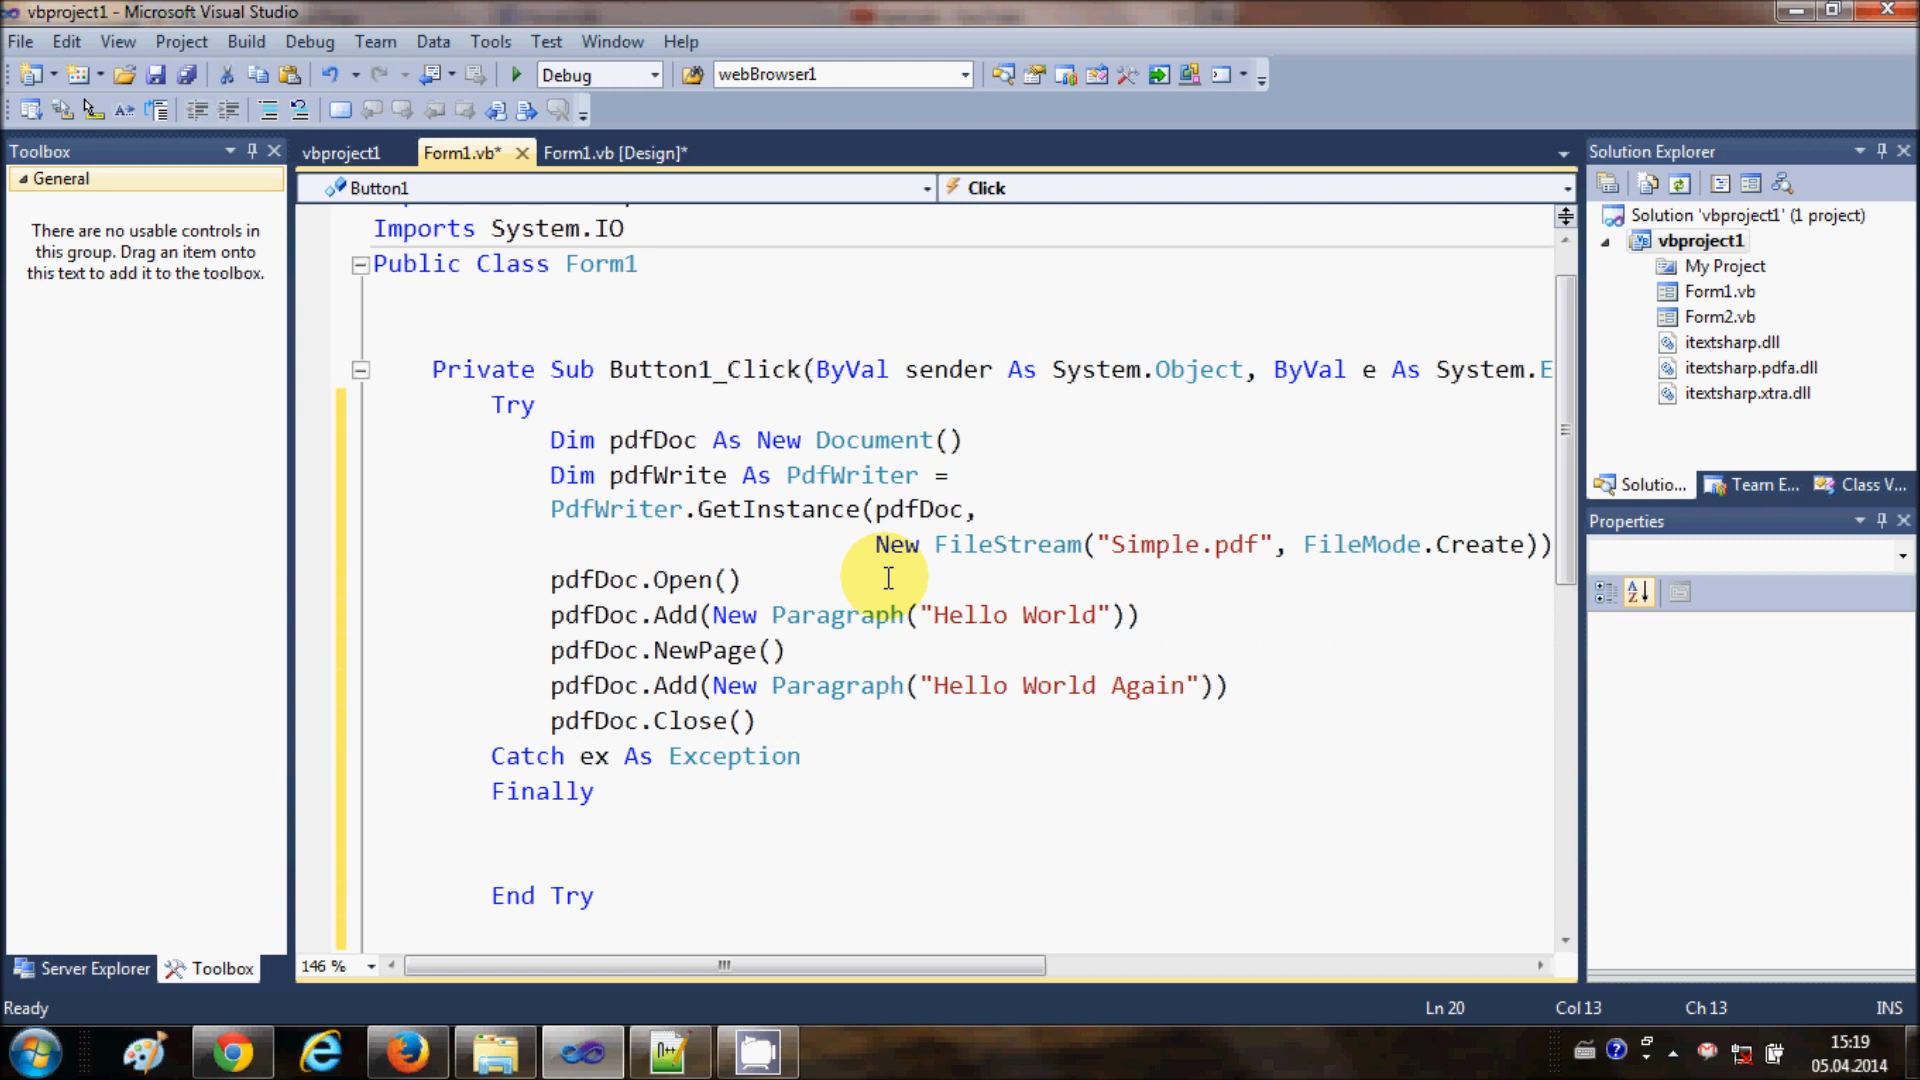 vbproject1 - Microsoft Visual Studio
File Edit View Project Build Debug Team Data Tools Test Window Help
Debug webBrowser1
Toolbox
General
There are no usable controls in
this group. Drag an item onto
this text to add it to the toolbox.
Server Explorer Toolbox
vbproject1 Form1.vb* Form1.vb [Design]*
Button1 Click
Imports System.IO
Public Class Form1
Private Sub Button1_Click(ByVal sender As System.Object, ByVal e As System.E
Try
Dim pdfDoc As New Document()
Dim pdfWrite As PdfWriter =
PdfWriter.GetInstance(pdfDoc,
New FileStream("Simple.pdf", FileMode.Create))
pdfDoc.Open()
pdfDoc.Add(New Paragraph("Hello World"))
pdfDoc.NewPage()
pdfDoc.Add(New Paragraph("Hello World Again"))
pdfDoc.Close()
Catch ex As Exception
Finally
End Try
146 %
Solution Explorer
Solution 'vbproject1' (1 project)
vbproject1
My Project
Form1.vb
Form2.vb
itextsharp.dll
itextsharp.pdfa.dll
itextsharp.xtra.dll
Solutio... Team E... Class V...
Properties
Ready Ln 20 Col 13 Ch 13 INS
15:19
05.04.2014